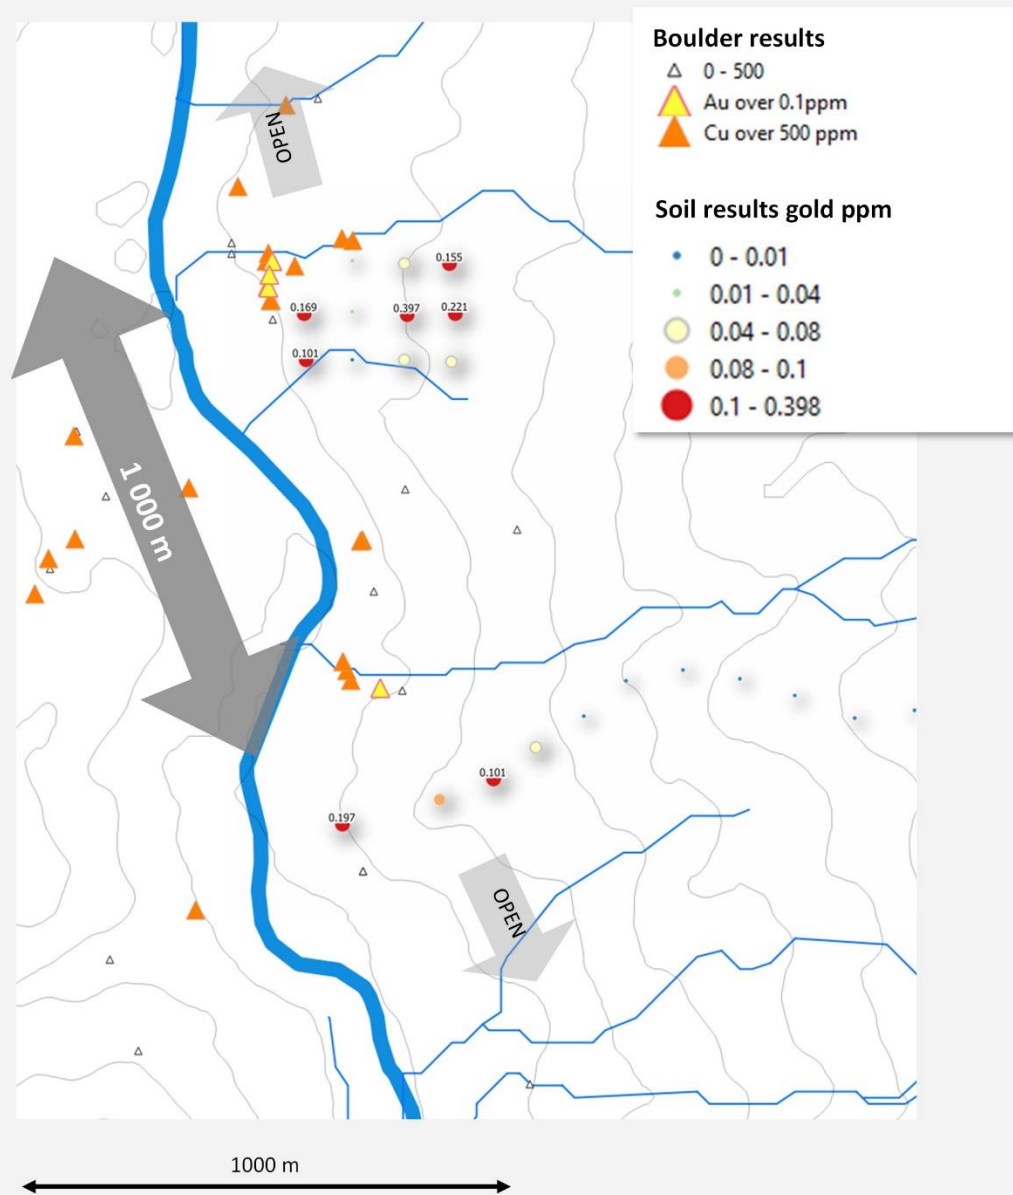 Boulder results
0 - 500
Au over 0.1ppm
Cu over 500 ppm
Soil results gold ppm
0 - 0.01
0.01 - 0.04
0.04 - 0.08
0.08 - 0.1
0.1 - 0.398
OPEN
0.155
0.169
0.397
0.221
0.101
1 000 m
0.101
0.197
OPEN
1000 m